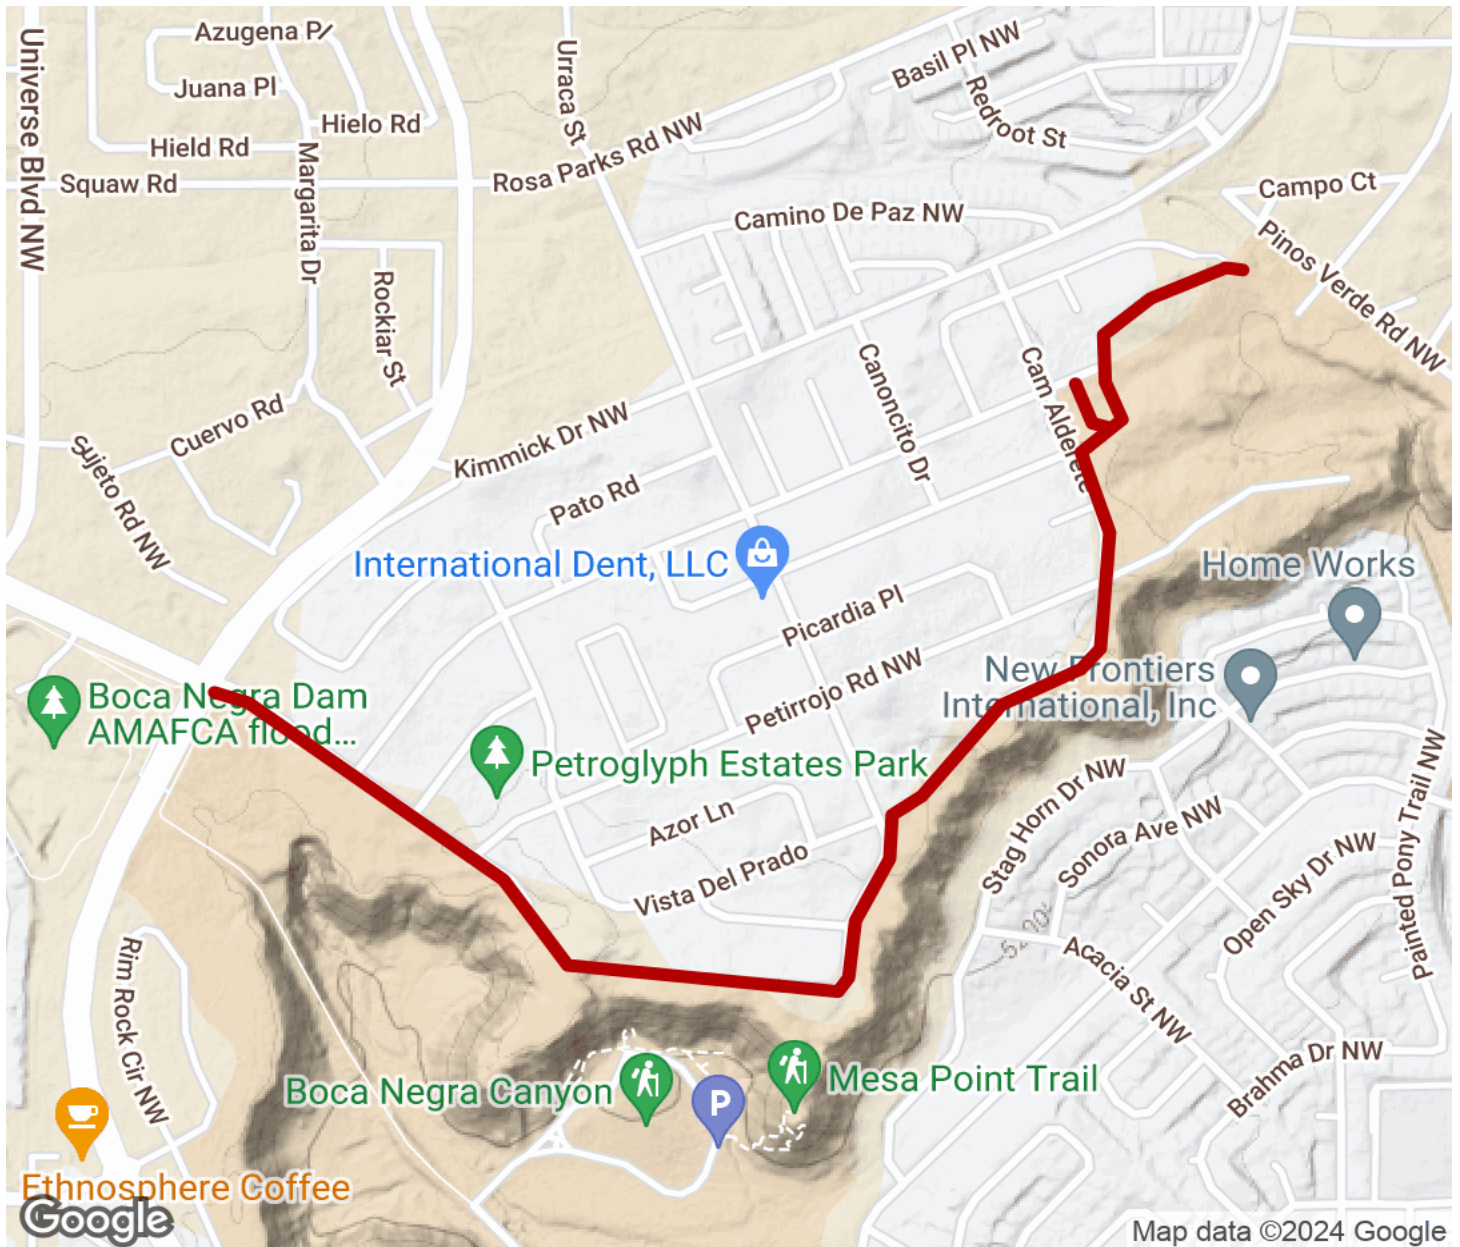 Universe Blvd NW
Azugena P
Juana Pl
Hielo Rd
Hield Rd
Squaw Rd
Margarita Dr
Urraca St
Rosa Parks Rd NW
Basil Pl NW
Redroot St
Campo Ct
Camino De Paz NW
Pinos Verde Rd NW
Rockiar St
Cuervo Rd
Sujeto Rd NW
Kimmick Dr NW
Canoncito Dr
Cam Alderete
Pato Rd
International Dent, LLC
Home Works
Picardia Pl
Petirrojo Rd NW
New Frontiers
International, Inc
Boca Negra Dam
AMAFCA flood...
Petroglyph Estates Park
Stag Horn Dr NW
Azor Ln
Sonora Ave NW
Painted Pony Trail NW
Vista Del Prado
Open Sky Dr NW
5200
Acacia St NW
Rim Rock Cir NW
Boca Negra Canyon
P
Mesa Point Trail
Brahma Dr NW
Ethnosphere Coffee
Google
Map data ©2024 Google